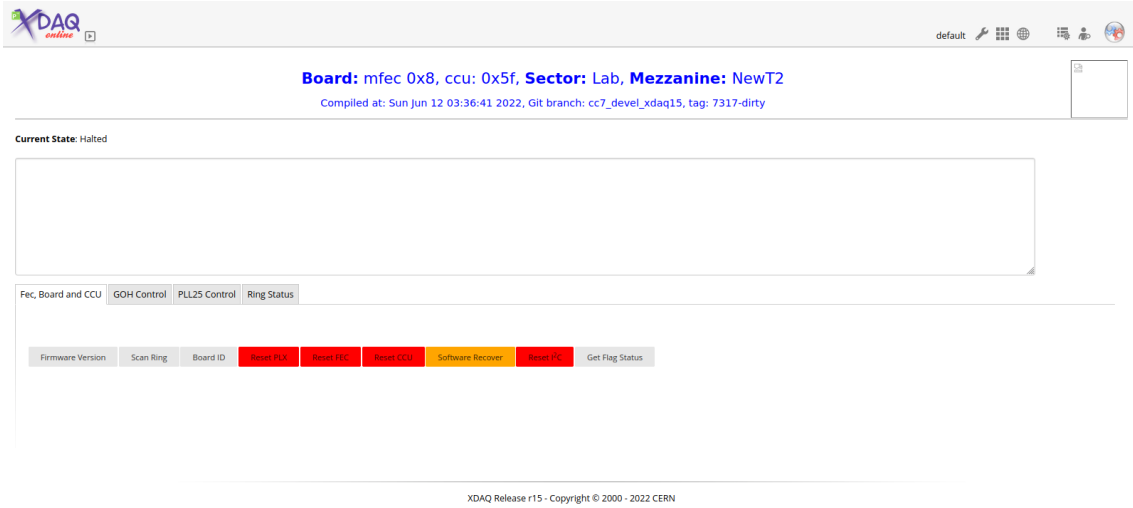 XDAQ
online
default
Board: mfec 0x8, ccu: 0x5f, Sector: Lab, Mezzanine: NewT2
Compiled at: Sun Jun 12 03:36:41 2022, Git branch: cc7_devel_xdaq15, tag: 7317-dirty
Current State: Halted
Fec, Board and CCU GOH Control PLL25 Control Ring Status
Firmware Version Scan Ring Board ID Reset PLX Reset FEC Reset CCU Software Recover Reset I²C Get Flag Status
XDAQ Release r15 - Copyright © 2000 - 2022 CERN